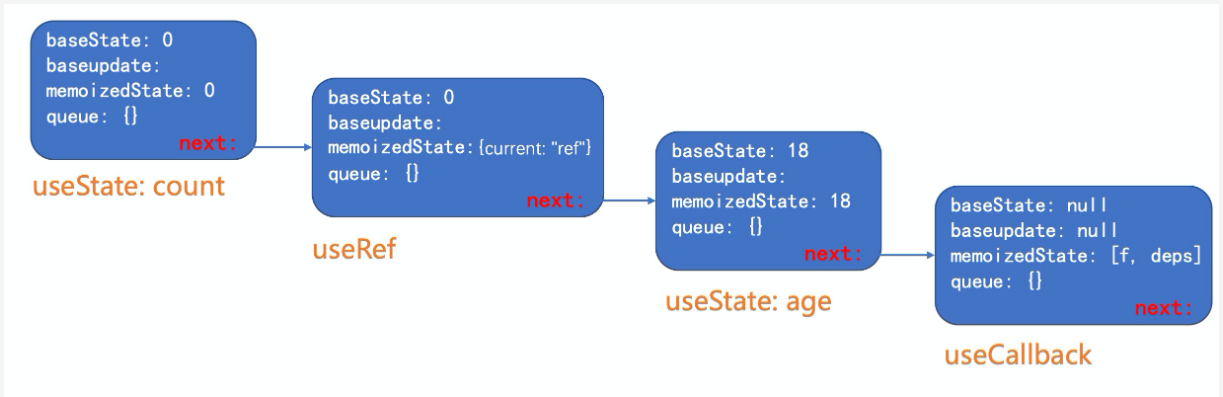 baseState: 0
baseupdate:
memoizedState: 0
queue: {}
next:
useState: count
baseState: 0
baseupdate:
memoizedState: {current: "ref"}
queue: {}
next:
useRef
baseState: 18
baseupdate:
memoizedState: 18
queue: {}
next:
useState: age
baseState: null
baseupdate: null
memoizedState: [f, deps]
queue: {}
next:
useCallback